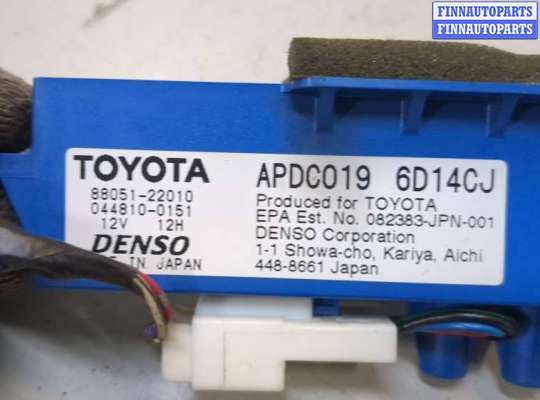 FINNAUTOPARTS
FINNAUTOPARTS
TOYOTA
88051-22010
044810-0151
12V 12H
DENSO
IN JAPAN
APDC019 6D14CJ
Produced for TOYOTA
EPA Est. No. 082383-JPN-001
DENSO Corporation
1-1 Showa-cho, Kariya, Aichi
448-8661 Japan